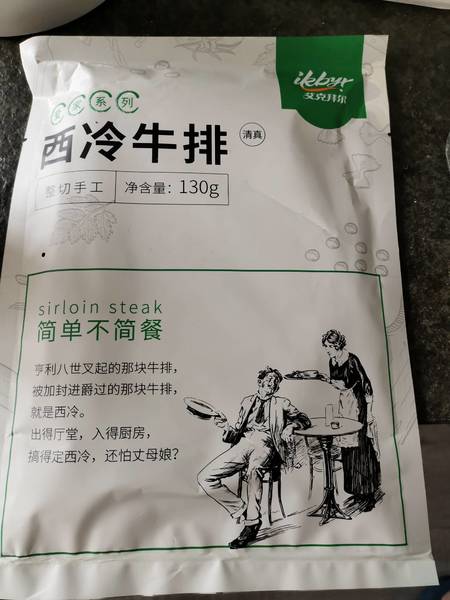 ikbyr
艾克拜尔
宴家系列
西冷牛排
清真
整切手工
净含量：130g
sirloin steak
简单不简餐
亨利八世叉起的那块牛排，
被加封进爵过的那块牛排，
就是西冷。
出得厅堂，入得厨房，
搞得定西冷，还怕丈母娘？